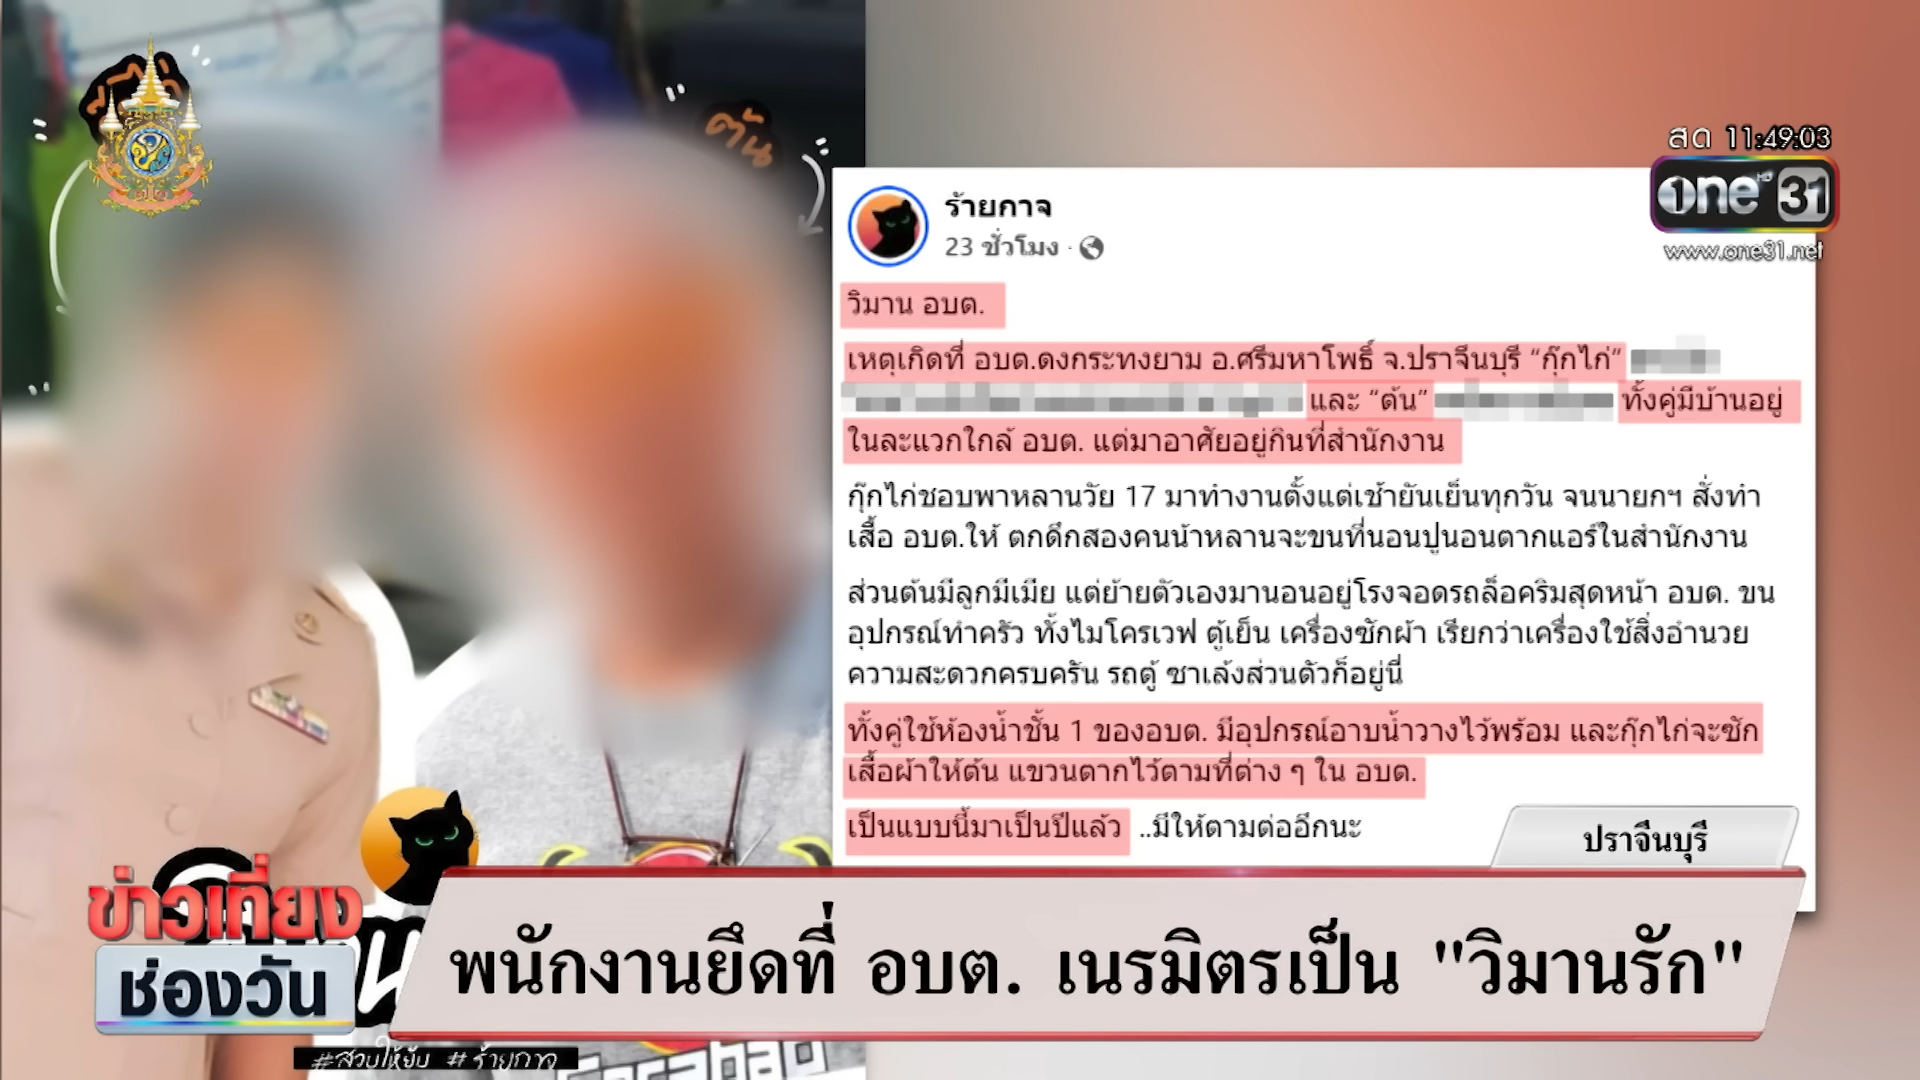 ตัน
สด 11:49:03
one HD 31
www.one31.net
ร้ายกาจ
23 ชั่วโมง ·
วิมาน อบต.
เหตุเกิดที่ อบต.ดงกระทงยาม อ.ศรีมหาโพธิ์ จ.ปราจีนบุรี “กุ๊กไก่”
และ “ต้น” ทั้งคู่มีบ้านอยู่
ในละแวกใกล้ อบต. แต่มาอาศัยอยู่กินที่สำนักงาน
กุ๊กไก่ชอบพาหลานวัย 17 มาทำงานตั้งแต่เช้ายันเย็นทุกวัน จนนายกฯ สั่งทำ
เสื้อ อบต.ให้ ตกดึกสองคนน้าหลานจะขนที่นอนปูนอนตากแอร์ในสำนักงาน
ส่วนต้นมีลูกมีเมีย แต่ย้ายตัวเองมานอนอยู่โรงจอดรถล็อคริมสุดหน้า อบต. ขน
อุปกรณ์ทำครัว ทั้งไมโครเวฟ ตู้เย็น เครื่องซักผ้า เรียกว่าเครื่องใช้สิ่งอำนวย
ความสะดวกครบครัน รถตู้ ซาเล้งส่วนตัวก็อยู่นี่
ทั้งคู่ใช้ห้องน้ำชั้น 1 ของอบต. มีอุปกรณ์อาบน้ำวางไว้พร้อม และกุ๊กไก่จะซัก
เสื้อผ้าให้ต้น แขวนตากไว้ตามที่ต่าง ๆ ใน อบต.
เป็นแบบนี้มาเป็นปีแล้ว ..มีให้ตามต่ออีกนะ
ปราจีนบุรี
ข่าวเที่ยง
ช่องวัน
พนักงานยึดที่ อบต. เนรมิตรเป็น "วิมานรัก"
#สวบให้ยับ #ร้ายกาจ